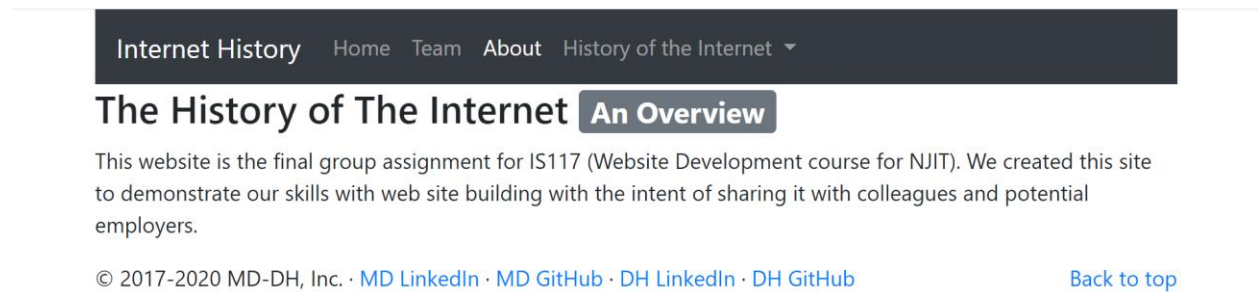 Internet History Home Team About History of the Internet
The History of The Internet An Overview
This website is the final group assignment for IS117 (Website Development course for NJIT). We created this site
to demonstrate our skills with web site building with the intent of sharing it with colleagues and potential
employers.
© 2017-2020 MD-DH, Inc. · MD LinkedIn · MD GitHub · DH LinkedIn · DH GitHub Back to top